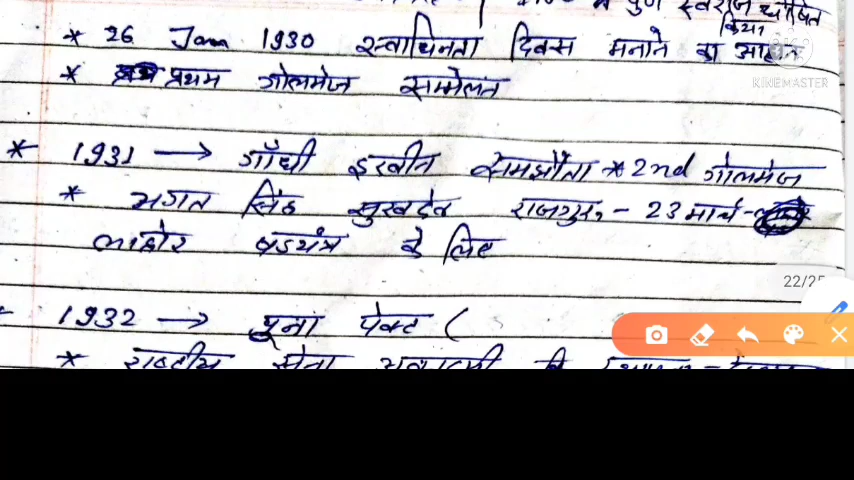 पूर्ण स्वराज घोषित
किया
* 26 Jan 1930 स्वाधिनता दिवस मनाने का आह्वान
KINEMASTER
* प्रथम गोलमेज सम्मेलन
* 1931 → गाँधी इरवीन समझौता * 2nd गोलमेज
* भगत सिंह सुखदेव राजगुरु - 23 मार्च -
लाहौर षडयंत्र के लिए
22/25
* 1932 → पूना पेक्ट (
* राष्ट्रीय सेना